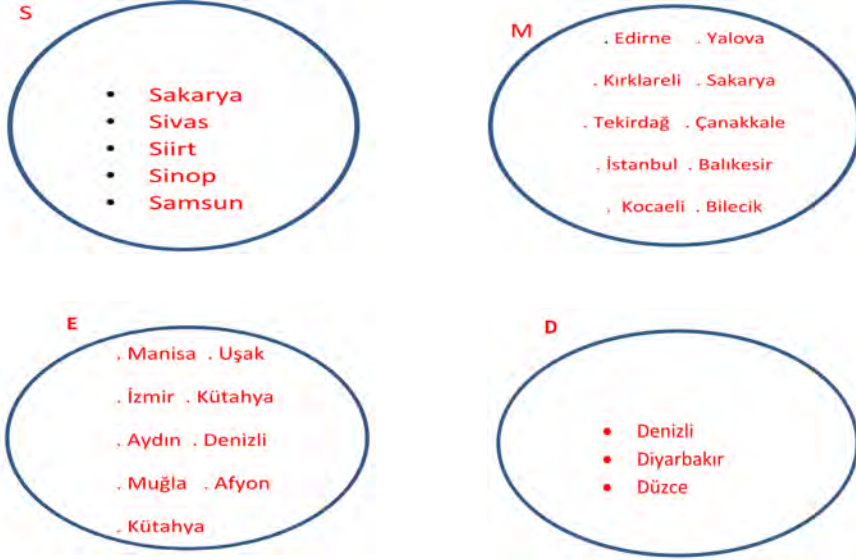 S
• Sakarya
• Sivas
• Siirt
• Sinop
• Samsun
M
. Edirne . Yalova
. Kırklareli . Sakarya
. Tekirdağ . Çanakkale
. İstanbul . Balıkesir
. Kocaeli . Bilecik
E
. Manisa . Uşak
. İzmir . Kütahya
. Aydın . Denizli
. Muğla . Afyon
. Kütahya
D
• Denizli
• Diyarbakır
• Düzce